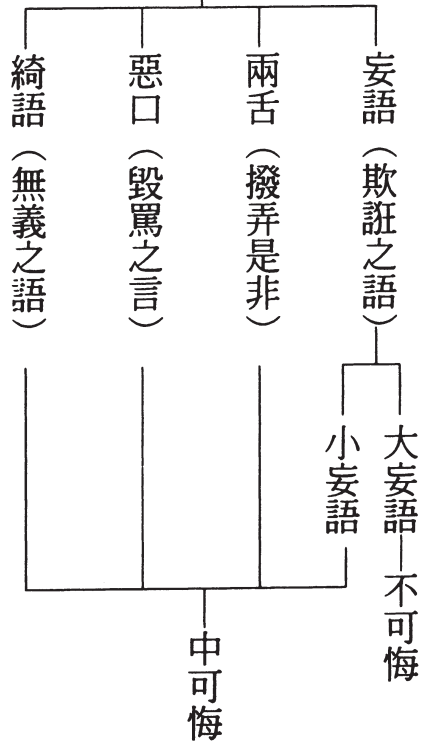 妄語（欺誑之語）
大妄語
不可悔
小妄語
兩舌（撥弄是非）
惡口（毀罵之言）
綺語（無義之語）
中可悔